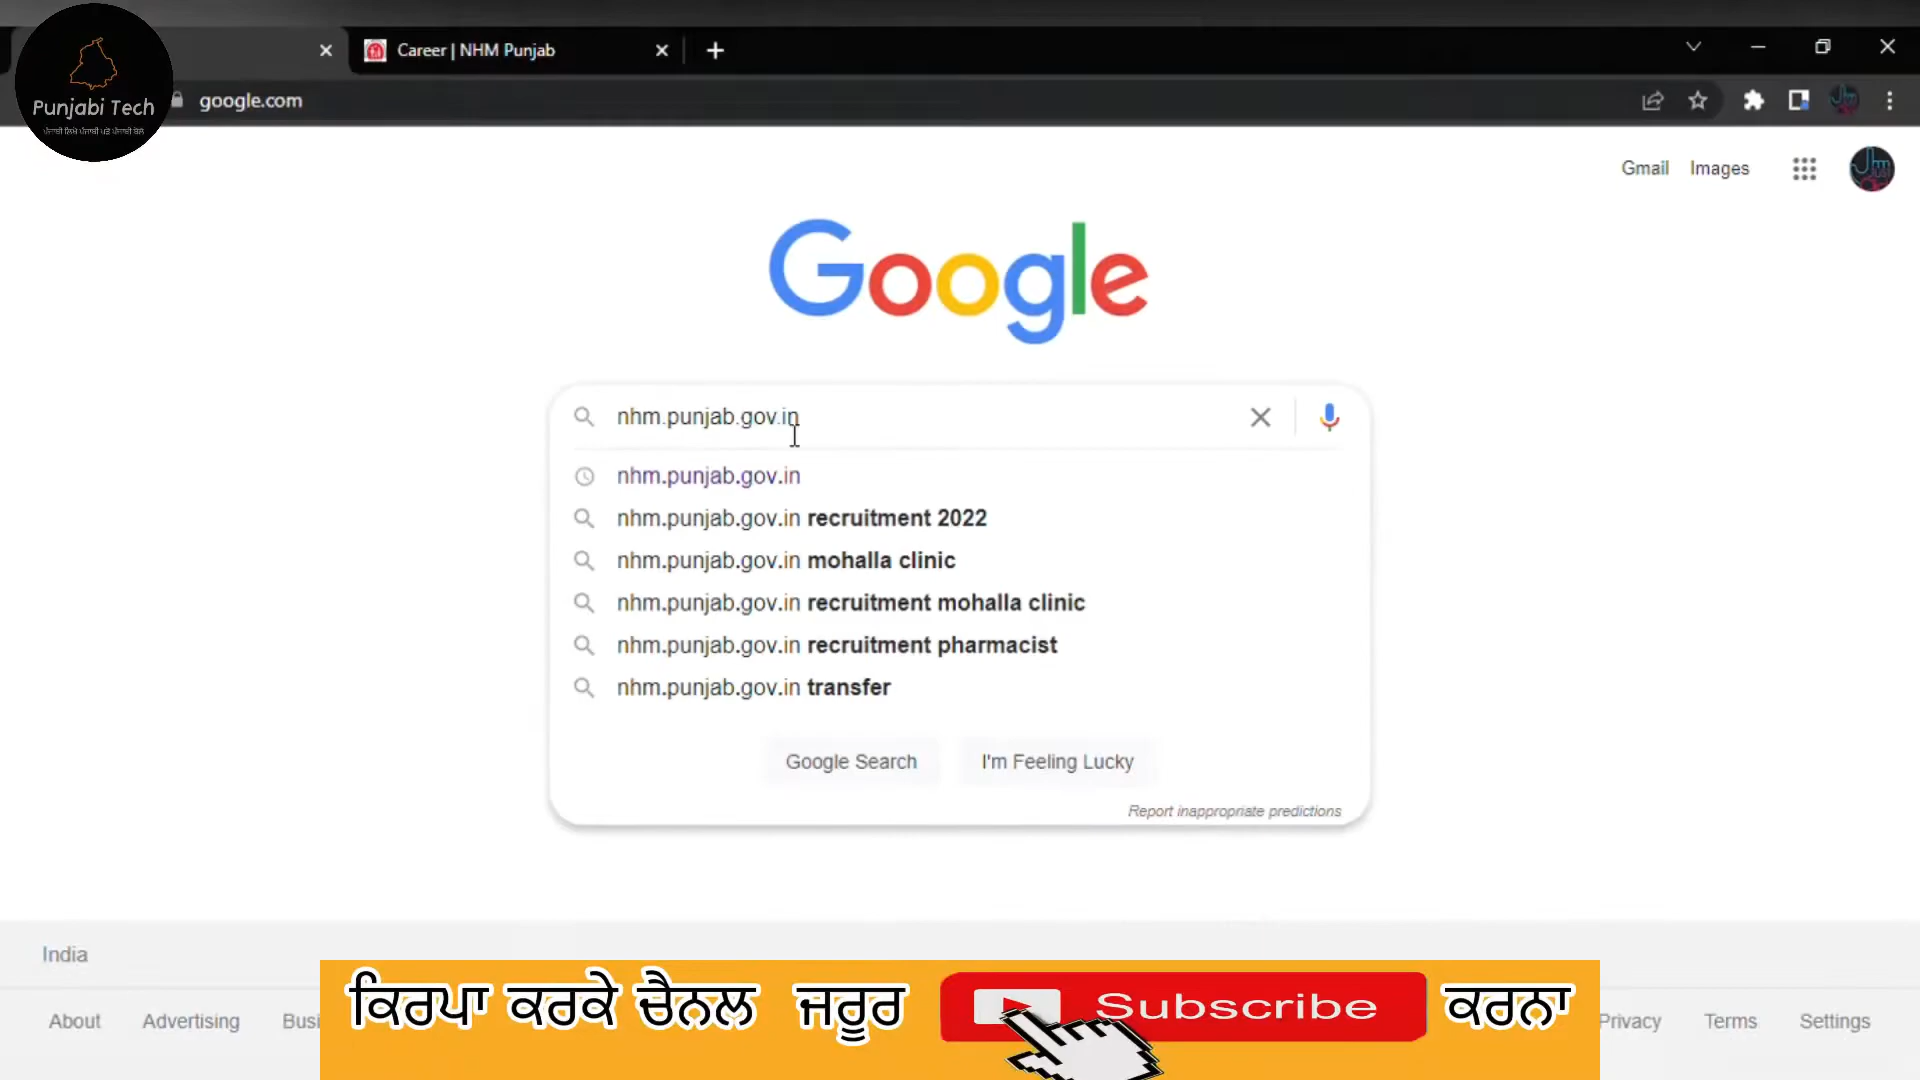 Career | NHM Punjab
Punjabi Tech
ਪੰਜਾਬੀ ਲਿਖੋ ਪੰਜਾਬੀ ਪੜੋ ਪੰਜਾਬੀ ਬੋਲੋ
google.com
Gmail Images
Google
nhm.punjab.gov.in
nhm.punjab.gov.in
nhm.punjab.gov.in recruitment 2022
nhm.punjab.gov.in mohalla clinic
nhm.punjab.gov.in recruitment mohalla clinic
nhm.punjab.gov.in recruitment pharmacist
nhm.punjab.gov.in transfer
Google Search I'm Feeling Lucky
Report inappropriate predictions
India
ਕਿਰਪਾ ਕਰਕੇ ਚੈਨਲ ਜਰੂਰ Subscribe ਕਰਨਾ
About Advertising Busi Privacy Terms Settings